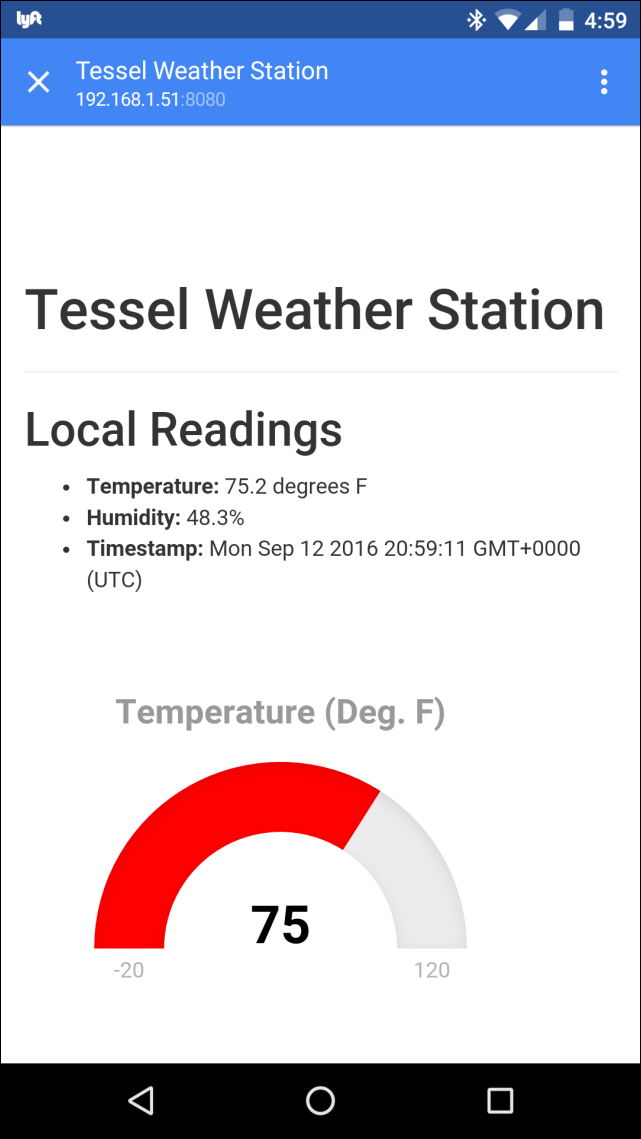 lyft 4:59
Tessel Weather Station
192.168.1.51:8080
Tessel Weather Station
Local Readings
• Temperature: 75.2 degrees F
• Humidity: 48.3%
• Timestamp: Mon Sep 12 2016 20:59:11 GMT+0000
(UTC)
Temperature (Deg. F)
75
-20 120